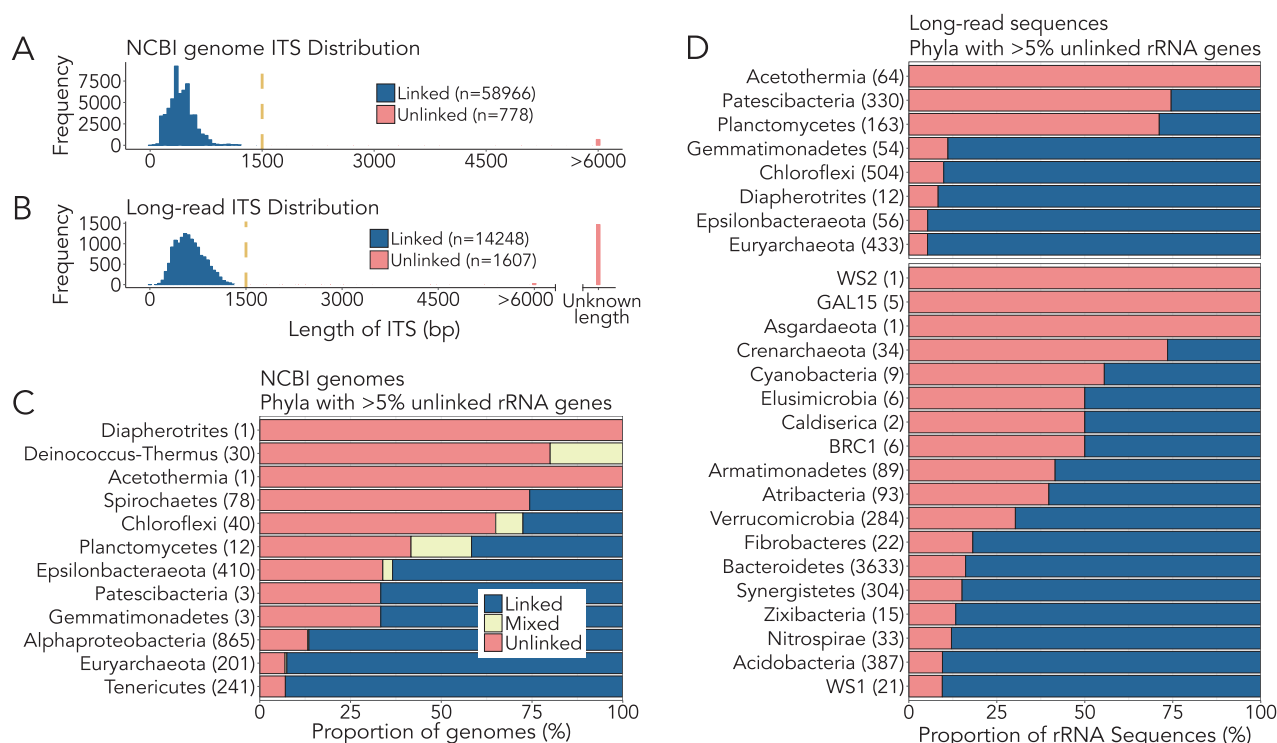 A
NCBI genome ITS Distribution
Frequency
7500
5000
2500
0
Linked (n=58966)
Unlinked (n=778)
0 1500 3000 4500 >6000
B
Long-read ITS Distribution
Frequency
1500
1000
500
0
Linked (n=14248)
Unlinked (n=1607)
0 1500 3000 4500 >6000 Unknown
length
Length of ITS (bp)
C
NCBI genomes
Phyla with >5% unlinked rRNA genes
Diapherotrites (1)
Deinococcus-Thermus (30)
Acetothermia (1)
Spirochaetes (78)
Chloroflexi (40)
Planctomycetes (12)
Epsilonbacteraeota (410)
Patescibacteria (3)
Gemmatimonadetes (3)
Alphaproteobacteria (865)
Euryarchaeota (201)
Tenericutes (241)
Linked
Mixed
Unlinked
0 25 50 75 100
Proportion of genomes (%)
D
Long-read sequences
Phyla with >5% unlinked rRNA genes
Acetothermia (64)
Patescibacteria (330)
Planctomycetes (163)
Gemmatimonadetes (54)
Chloroflexi (504)
Diapherotrites (12)
Epsilonbacteraeota (56)
Euryarchaeota (433)
WS2 (1)
GAL15 (5)
Asgardaeota (1)
Crenarchaeota (34)
Cyanobacteria (9)
Elusimicrobia (6)
Caldiserica (2)
BRC1 (6)
Armatimonadetes (89)
Atribacteria (93)
Verrucomicrobia (284)
Fibrobacteres (22)
Bacteroidetes (3633)
Synergistetes (304)
Zixibacteria (15)
Nitrospirae (33)
Acidobacteria (387)
WS1 (21)
0 25 50 75 100
Proportion of rRNA Sequences (%)